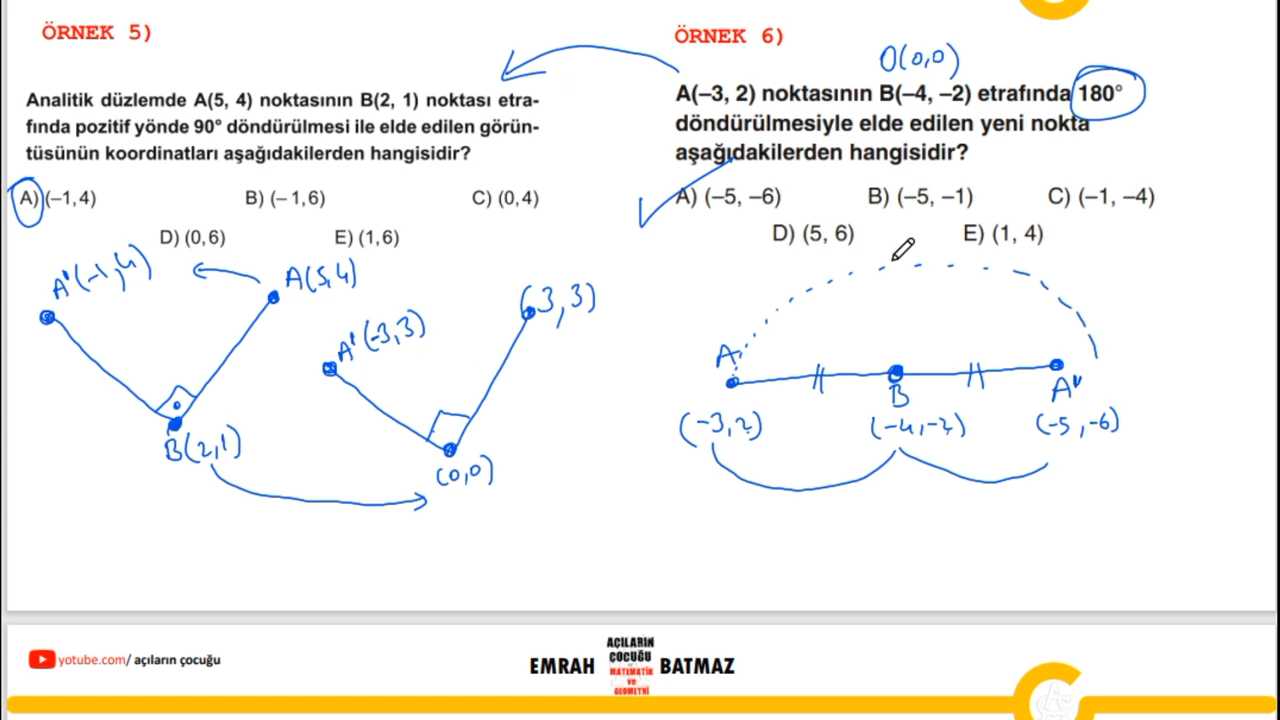 ÖRNEK 5)
Analitik düzlemde A(5, 4) noktasının B(2, 1) noktası etra-
fında pozitif yönde 90° döndürülmesi ile elde edilen görün-
tüsünün koordinatları aşağıdakilerden hangisidir?
A) (–1,4) B) (–1,6) C) (0,4)
D) (0,6) E) (1,6)
A'(-1,4)
A(5,4)
B(2,1)
A'(-3,3)
(3,3)
(0,0)
ÖRNEK 6)
O(0,0)
A(–3, 2) noktasının B(–4, –2) etrafında 180°
döndürülmesiyle elde edilen yeni nokta
aşağıdakilerden hangisidir?
A) (–5, –6) B) (–5, –1) C) (–1, –4)
D) (5, 6) E) (1, 4)
A B A'
(-3,2) (-4,-2) (-5,-6)
yotube.com/ açıların çocuğu
EMRAH
AÇILARIN
ÇOCUĞU
MATEMATİK
ve
GEOMETRİ
BATMAZ